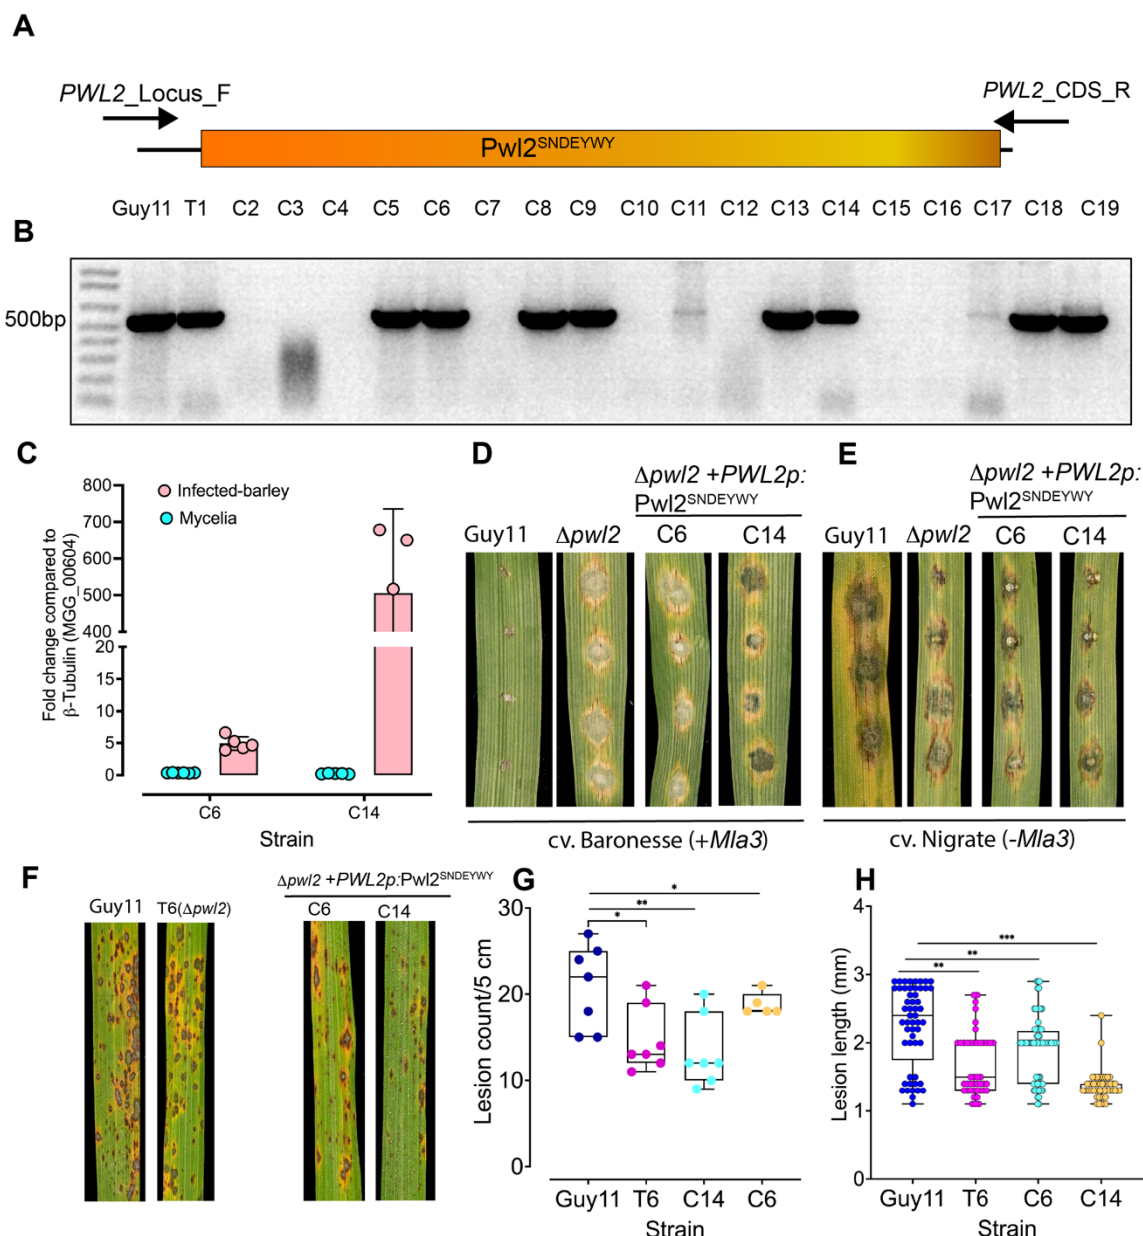 A
PWL2_Locus_F
PWL2_CDS_R
Pwl2SNDEYWY
Guy11 T1 C2 C3 C4 C5 C6 C7 C8 C9 C10 C11 C12 C13 C14 C15 C16 C17 C18 C19
B
500bp
C
Fold change compared to
β-Tubulin (MGG_00604)
800
700
600
500
400
20
15
10
5
0
Infected-barley
Mycelia
C6 C14
Strain
D
Δpwl2 +PWL2p:
Pwl2SNDEYWY
Guy11 Δpwl2 C6 C14
cv. Baronesse (+Mla3)
E
Δpwl2 +PWL2p:
Pwl2SNDEYWY
Guy11 Δpwl2 C6 C14
cv. Nigrate (-Mla3)
F
Δpwl2 +PWL2p:Pwl2SNDEYWY
Guy11 T6(Δpwl2) C6 C14
G
Lesion count/5 cm
30
20
10
0
*
**
*
Guy11 T6 C14 C6
Strain
H
Lesion length (mm)
4
3
2
1
0
***
**
**
Guy11 T6 C6 C14
Strain